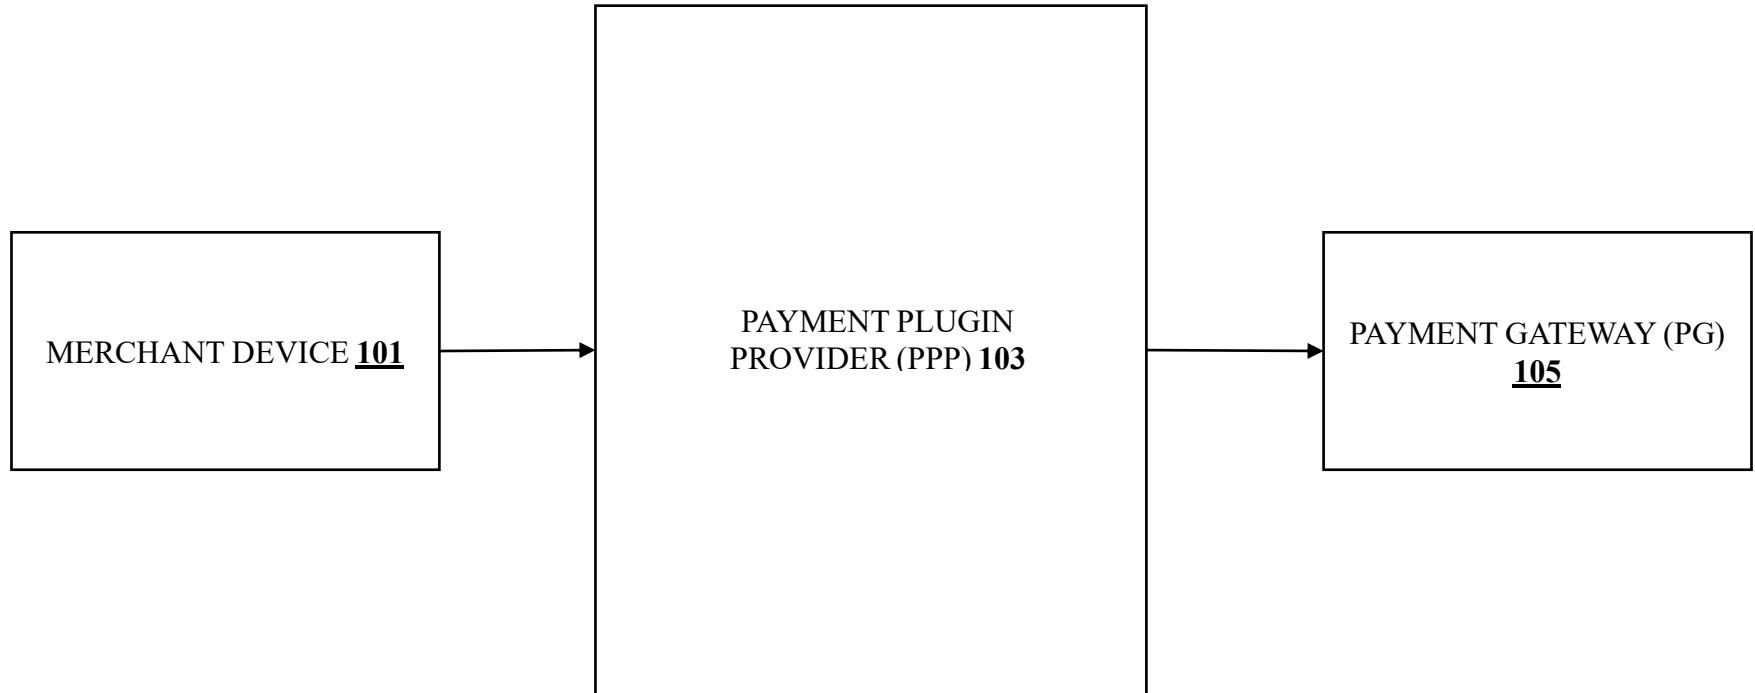 MERCHANT DEVICE 101
PAYMENT PLUGIN
PROVIDER (PPP) 103
PAYMENT GATEWAY (PG)
105